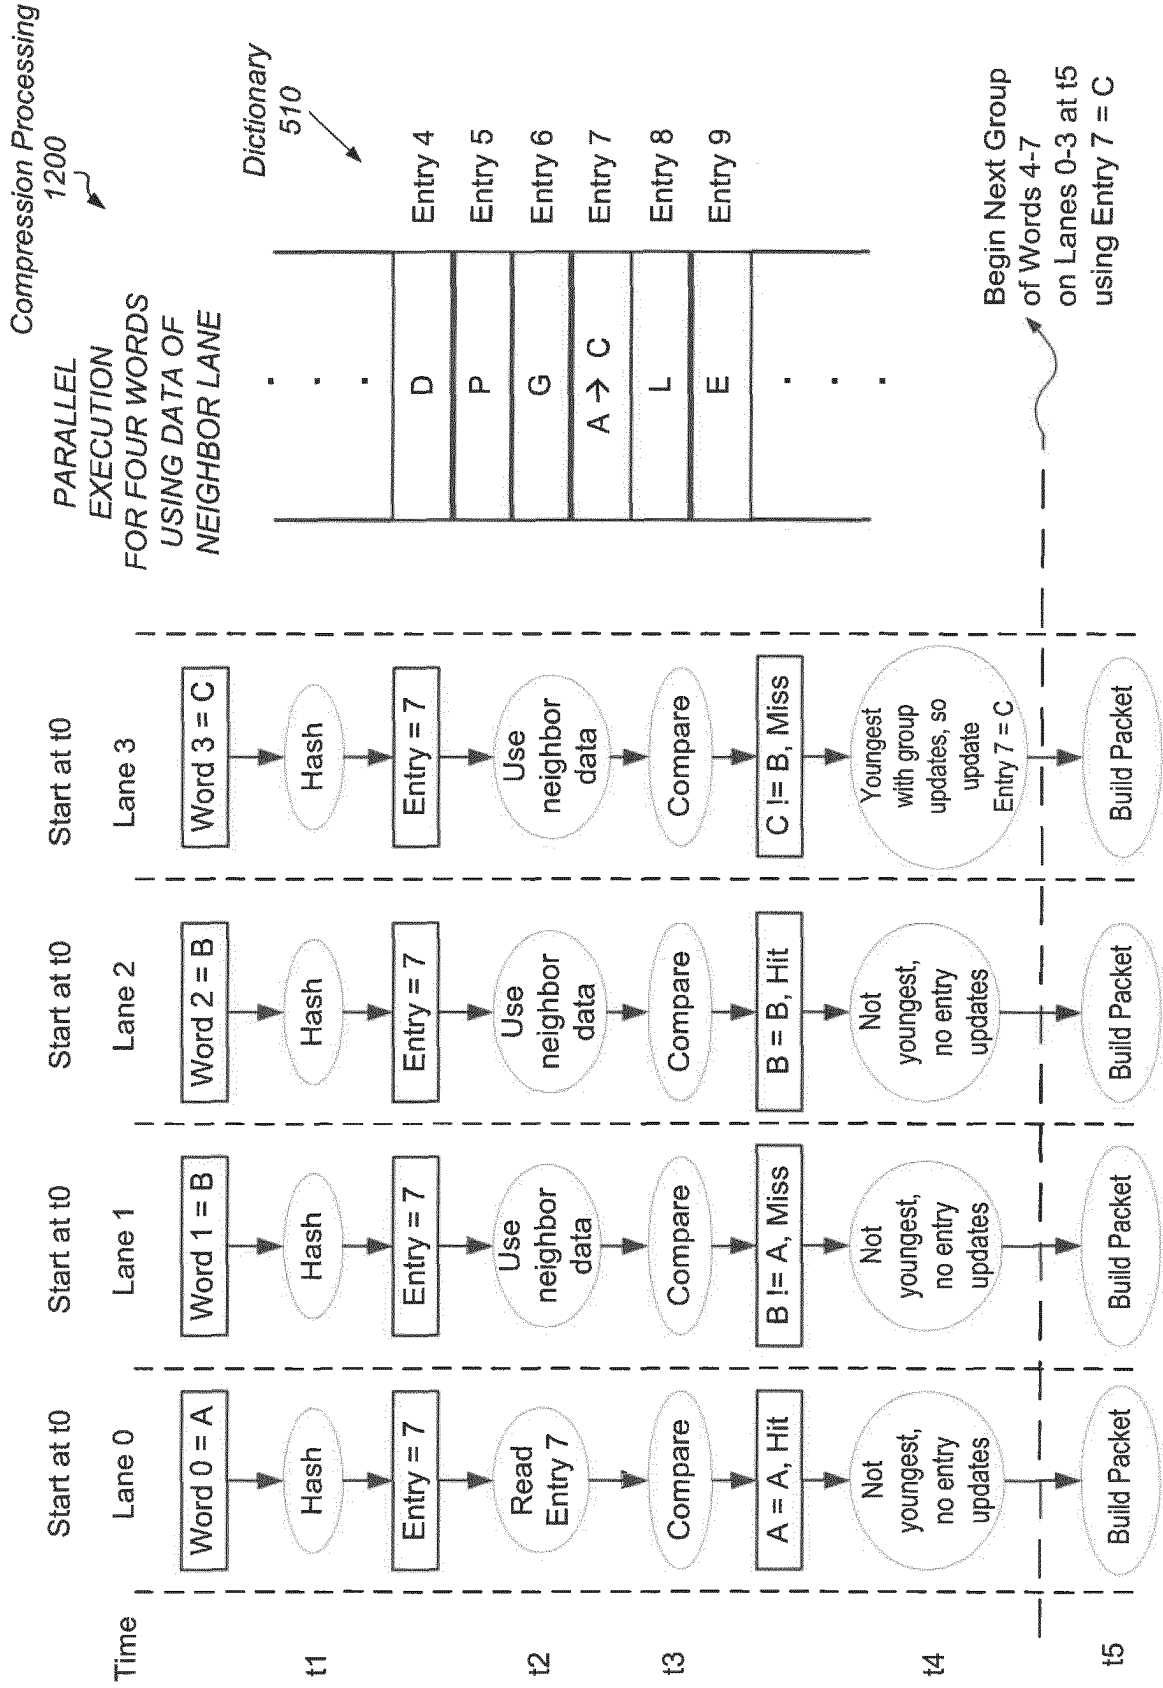 Compression Processing
1200
PARALLEL
EXECUTION
FOR FOUR WORDS
USING DATA OF
NEIGHBOR LANE
Dictionary
510
Time
Start at t0
Lane 0
Start at t0
Lane 1
Start at t0
Lane 2
Start at t0
Lane 3
Word 0 = A
Word 1 = B
Word 2 = B
Word 3 = C
t1
Hash
Hash
Hash
Hash
Entry = 7
Entry = 7
Entry = 7
Entry = 7
t2
Read
Entry 7
Use
neighbor
data
Use
neighbor
data
Use
neighbor
data
t3
Compare
Compare
Compare
Compare
A = A, Hit
B != A, Miss
B = B, Hit
C != B, Miss
t4
Not
youngest,
no entry
updates
Not
youngest,
no entry
updates
Not
youngest,
no entry
updates
Youngest
with group
updates, so
update
Entry 7 = C
t5
Build Packet
Build Packet
Build Packet
Build Packet
. . .
D Entry 4
P Entry 5
G Entry 6
A → C Entry 7
L Entry 8
E Entry 9
. . .
Begin Next Group
of Words 4-7
on Lanes 0-3 at t5
using Entry 7 = C